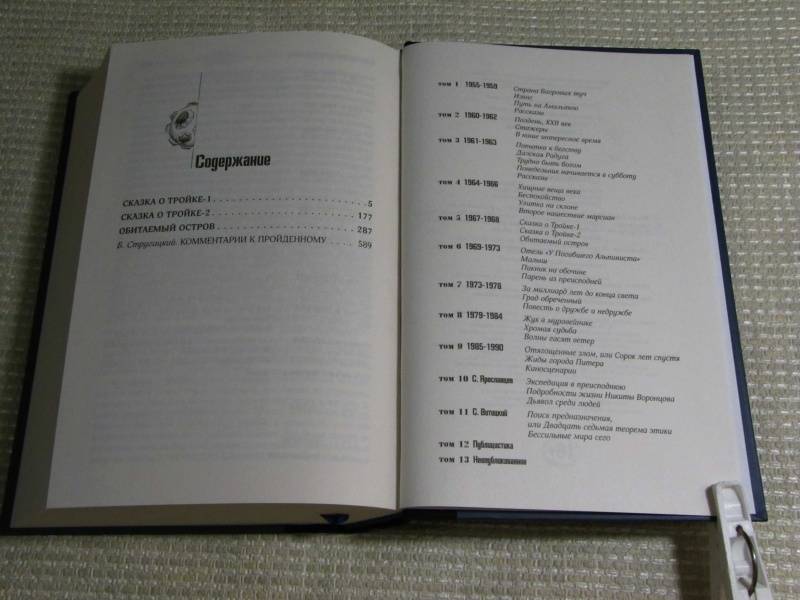 Содержание
СКАЗКА О ТРОЙКЕ-1 . . . . . . . . . . . . . . . . . . . . . . . 5
СКАЗКА О ТРОЙКЕ-2 . . . . . . . . . . . . . . . . . . . . . . . 177
ОБИТАЕМЫЙ ОСТРОВ . . . . . . . . . . . . . . . . . . . . . . . 287
Б. Стругацкий. КОММЕНТАРИИ К ПРОЙДЕННОМУ . . . . . 589
том 1 1955-1959 Страна Багровых туч
Извне
Путь на Амальтею
Рассказы
том 2 1960-1962 Полдень, XXII век
Стажеры
В наше интересное время
том 3 1961-1963 Попытка к бегству
Далекая Радуга
Трудно быть богом
Понедельник начинается в субботу
Рассказы
том 4 1964-1966 Хищные вещи века
Беспокойство
Улитка на склоне
Второе нашествие марсиан
том 5 1967-1968 Сказка о Тройке-1
Сказка о Тройке-2
Обитаемый остров
том 6 1969-1973 Отель "У Погибшего Альпиниста"
Малыш
Пикник на обочине
Парень из преисподней
том 7 1973-1978 За миллиард лет до конца света
Град обреченный
Повесть о дружбе и недружбе
том 8 1979-1984 Жук в муравейнике
Хромая судьба
Волны гасят ветер
том 9 1985-1990 Отягощенные злом, или Сорок лет спустя
Жиды города Питера
Киносценарии
том 10 С. Ярославцев Экспедиция в преисподнюю
Подробности жизни Никиты Воронцова
Дьявол среди людей
том 11 С. Витицкий Поиск предназначения,
или Двадцать седьмая теорема этики
Бессильные мира сего
том 12 Публицистика
том 13 Неопубликованное